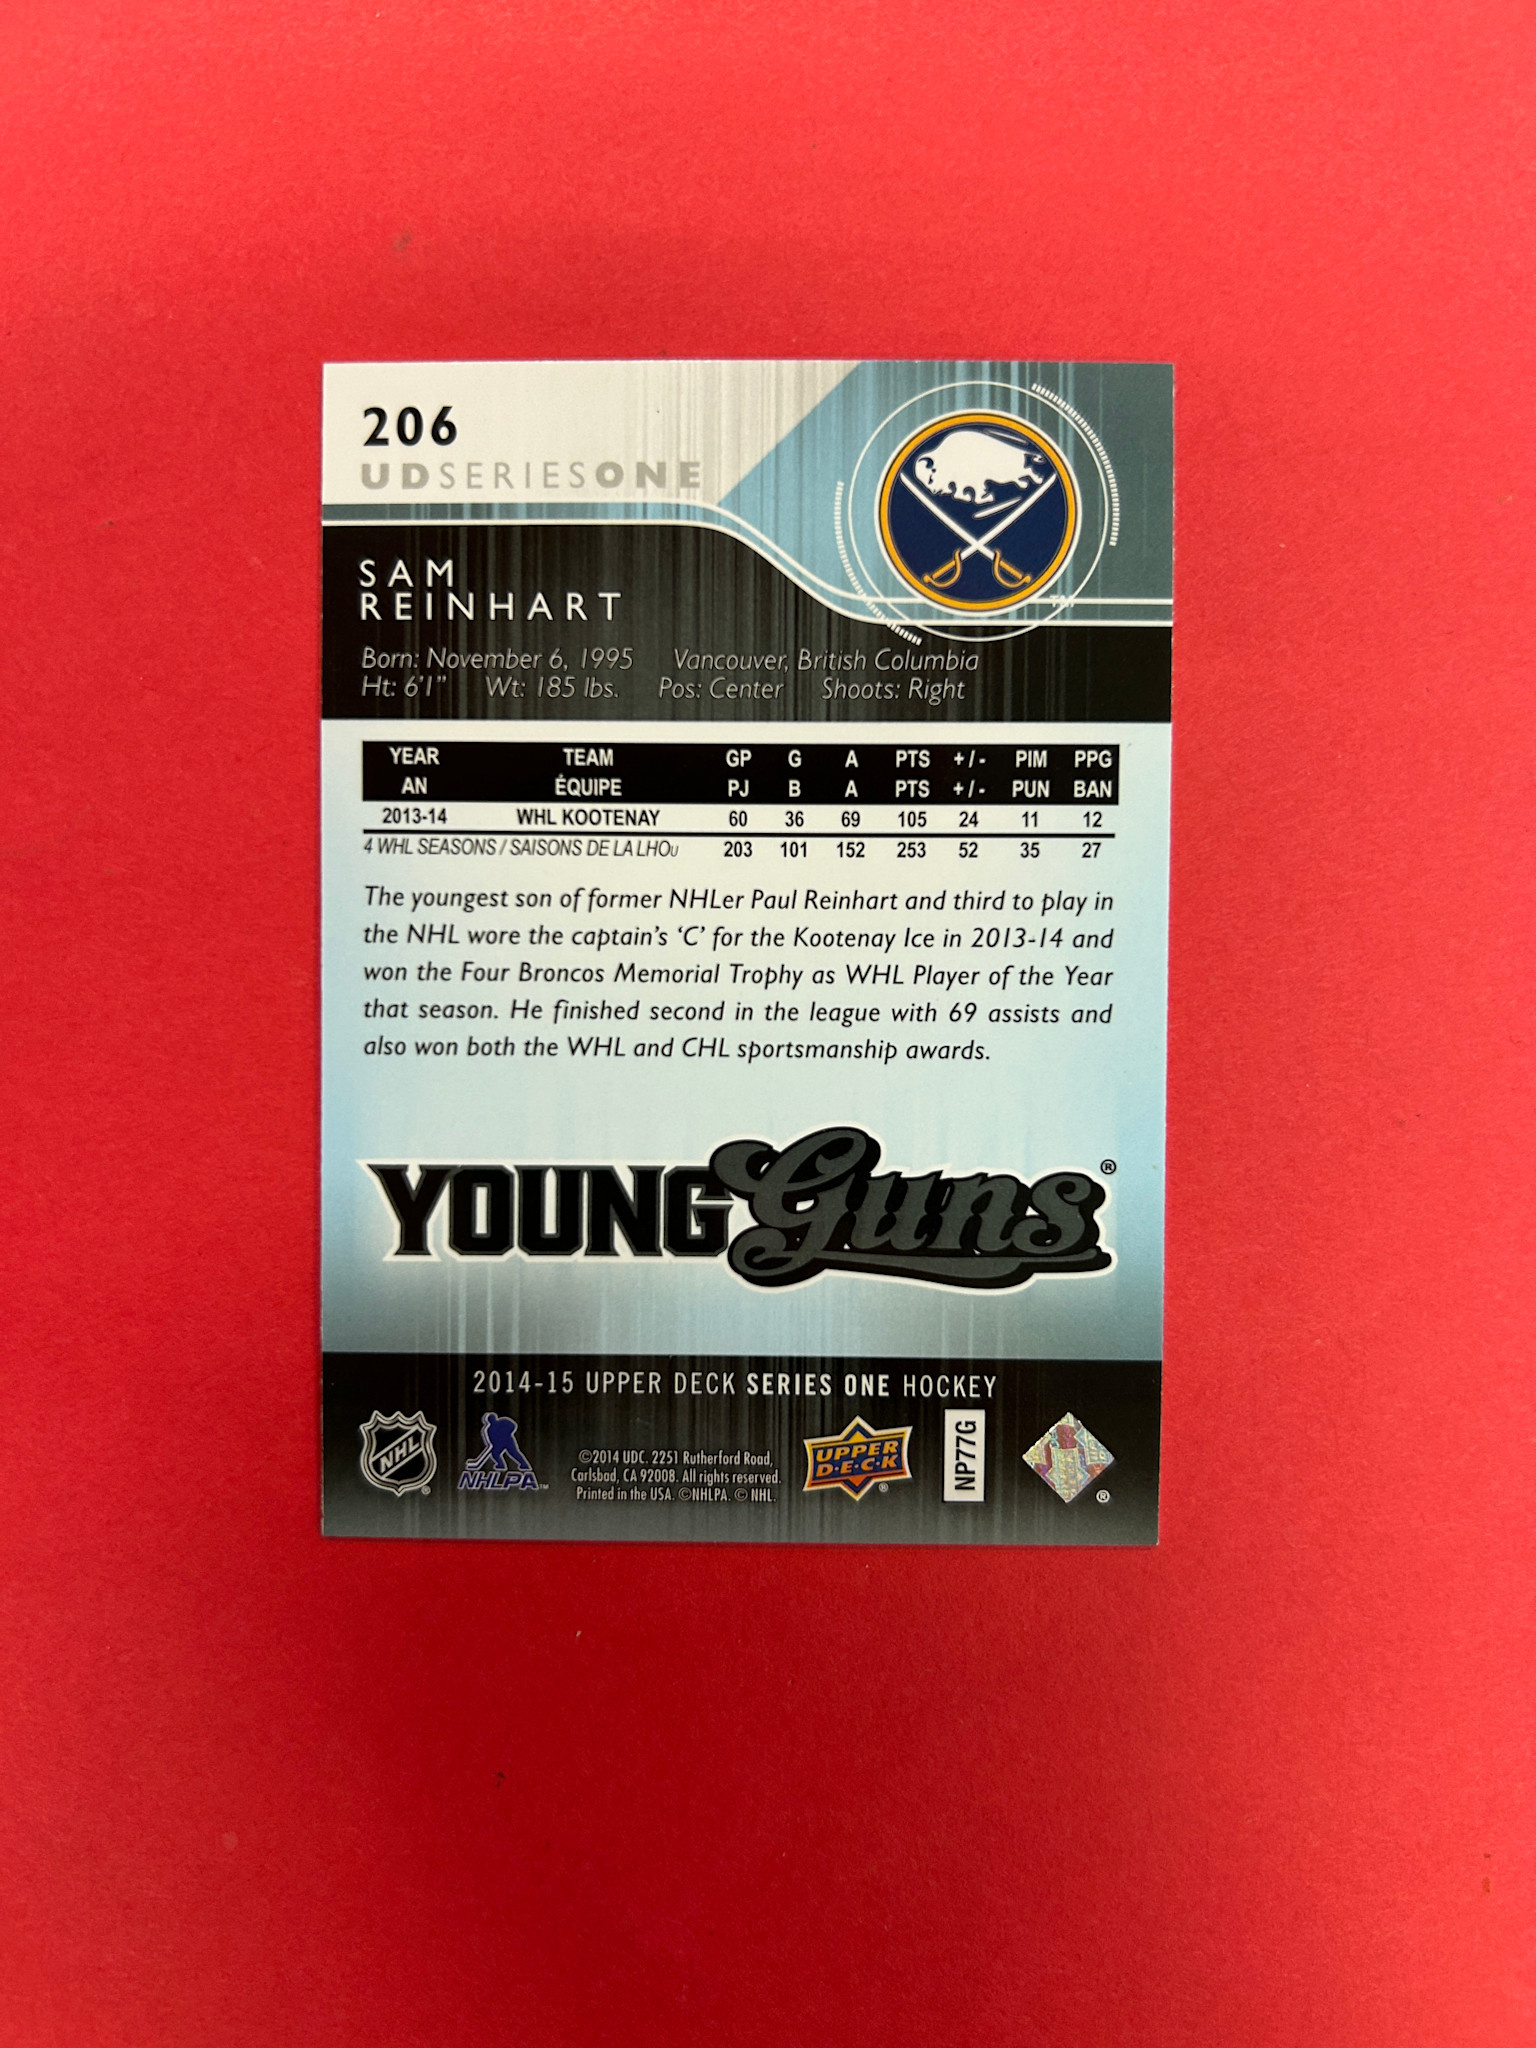 206
UDSERIESONE
SAM
REINHART
Born: November 6, 1995 Vancouver, British Columbia
Ht: 6'1" Wt: 185 lbs. Pos: Center Shoots: Right
YEAR TEAM GP G A PTS +/- PIM PPG
AN ÉQUIPE PJ B A PTS +/- PUN BAN
2013-14 WHL KOOTENAY 60 36 69 105 24 11 12
4 WHL SEASONS / SAISONS DE LA LHOU 203 101 152 253 52 35 27
The youngest son of former NHLer Paul Reinhart and third to play in
the NHL wore the captain's ‘C’ for the Kootenay Ice in 2013-14 and
won the Four Broncos Memorial Trophy as WHL Player of the Year
that season. He finished second in the league with 69 assists and
also won both the WHL and CHL sportsmanship awards.
YOUNG Guns®
2014-15 UPPER DECK SERIES ONE HOCKEY
NHL ®
NHLPA ™
©2014 UDC. 2251 Rutherford Road,
Carlsbad, CA 92008. All rights reserved.
Printed in the USA. ©NHLPA. © NHL.
UPPER
D·E·C·K ®
NP77G
®